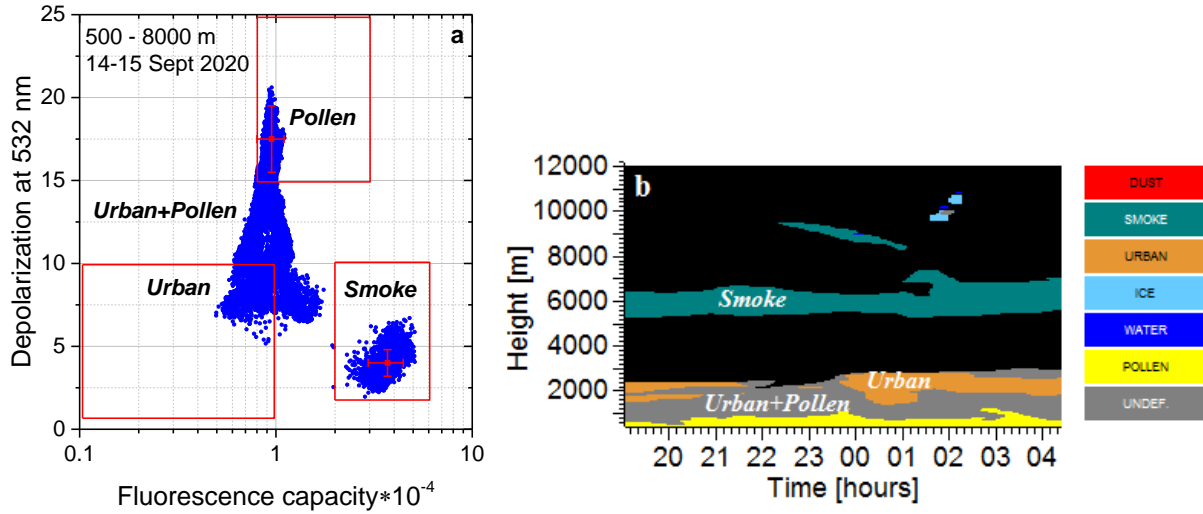 25
20
15
10
5
0
Depolarization at 532 nm
500 - 8000 m
14-15 Sept 2020
a
Pollen
Urban+Pollen
Urban
Smoke
0.1 1 10
Fluorescence capacity*10-4
b
12000
10000
8000
6000
4000
2000
Height [m]
Smoke
Urban
Urban+Pollen
20 21 22 23 00 01 02 03 04
Time [hours]
DUST
SMOKE
URBAN
ICE
WATER
POLLEN
UNDEF.